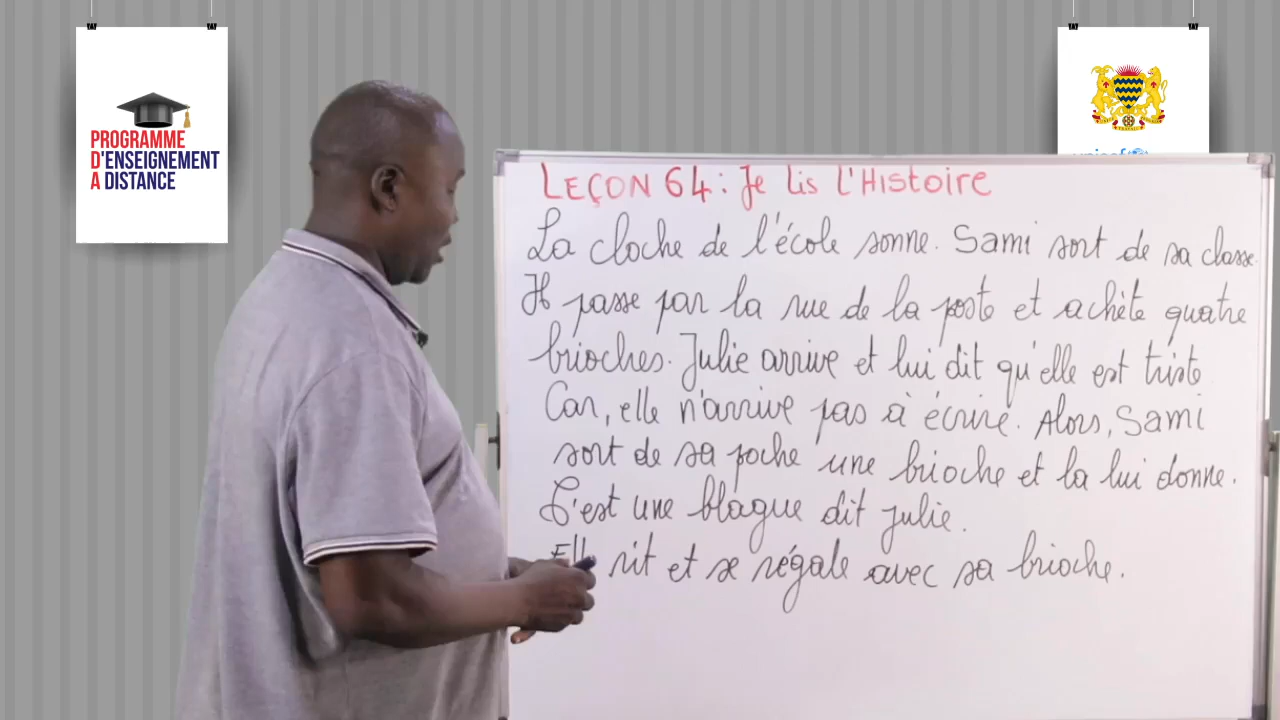 PROGRAMME
D'ENSEIGNEMENT
A DISTANCE
LEÇON 64 : Je lis l'Histoire
La cloche de l'école sonne. Sami sort de sa classe.
Il passe par la rue de la poste et achète quatre
brioches. Julie arrive et lui dit qu'elle est triste
Car, elle n'arrive pas à écrire. Alors, Sami
sort de sa poche une brioche et la lui donne.
C'est une blague dit julie.
rit et se régale avec sa brioche.